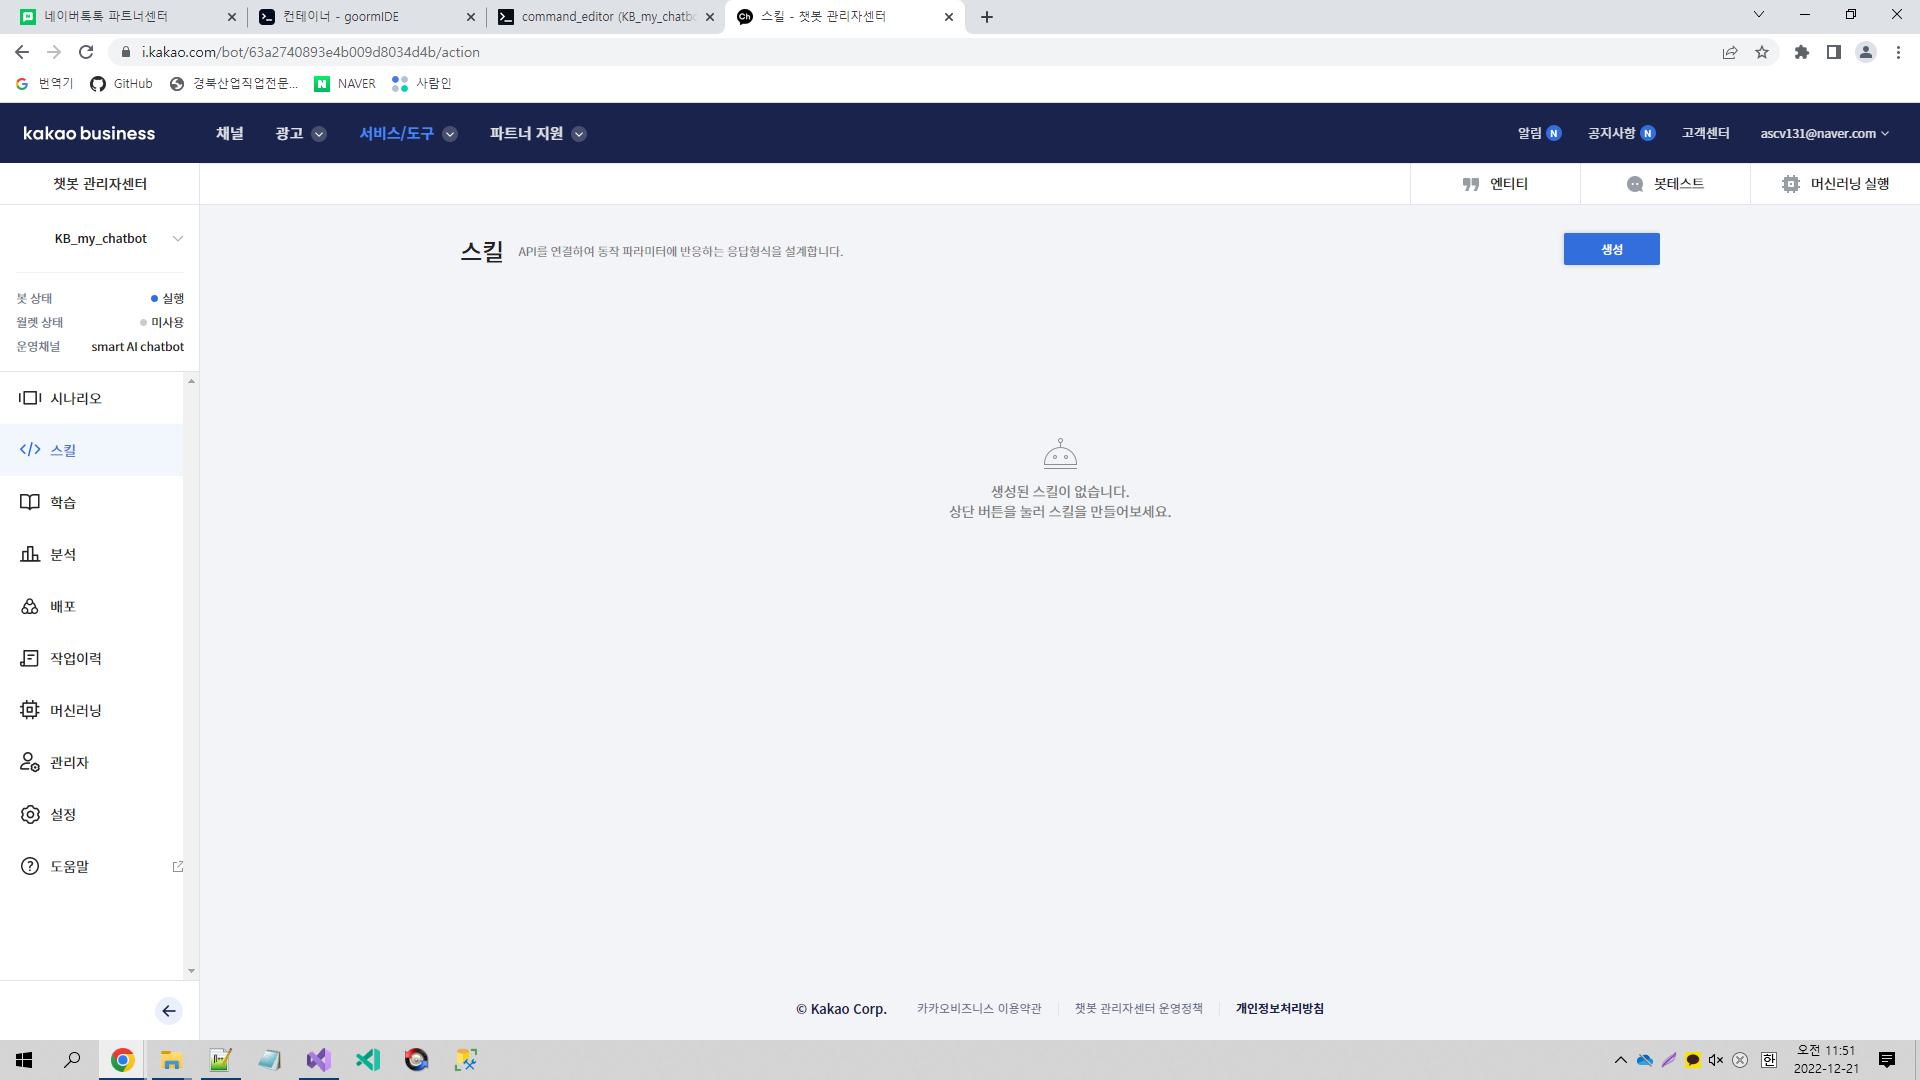 네이버톡톡 파트너센터
컨테이너 - goormIDE
command_editor (KB_my_chatbo
스킬 - 챗봇 관리자센터
i.kakao.com/bot/63a2740893e4b009d8034d4b/action
번역기
GitHub
경북산업직업전문...
NAVER
사람인
kakao business
채널
광고
서비스/도구
파트너 지원
알림 N
공지사항 N
고객센터
ascv131@naver.com
챗봇 관리자센터
엔티티
봇테스트
머신러닝 실행
KB_my_chatbot
봇 상태 실행
월렛 상태 미사용
운영채널 smart AI chatbot
시나리오
스킬
학습
분석
배포
작업이력
머신러닝
관리자
설정
도움말
스킬
API를 연결하여 동작 파라미터에 반응하는 응답형식을 설계합니다.
생성
생성된 스킬이 없습니다.
상단 버튼을 눌러 스킬을 만들어보세요.
© Kakao Corp.
카카오비즈니스 이용약관
챗봇 관리자센터 운영정책
개인정보처리방침
한
오전 11:51
2022-12-21